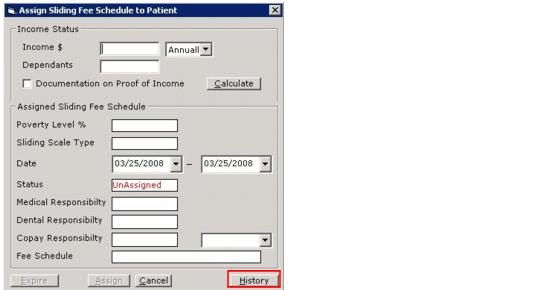 Assign Sliding Fee Schedule to Patient
Income Status
Income $
Annuall
Dependants
Documentation on Proof of Income
Calculate
Assigned Sliding Fee Schedule
Poverty Level %
Sliding Scale Type
Date 03/25/2008 – 03/25/2008
Status UnAssigned
Medical Responsibilty
Dental Responsibilty
Copay Responsibilty
Fee Schedule
Expire Assign Cancel History